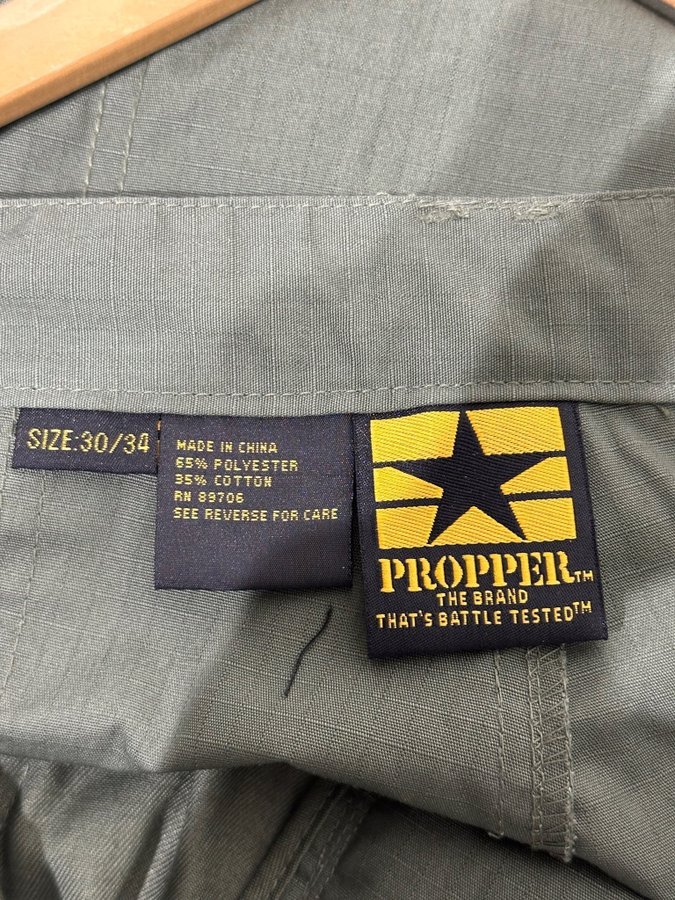 SIZE:30/34
MADE IN CHINA
65% POLYESTER
35% COTTON
RN 89706
SEE REVERSE FOR CARE
PROPPER™
THE BRAND
THAT'S BATTLE TESTED™